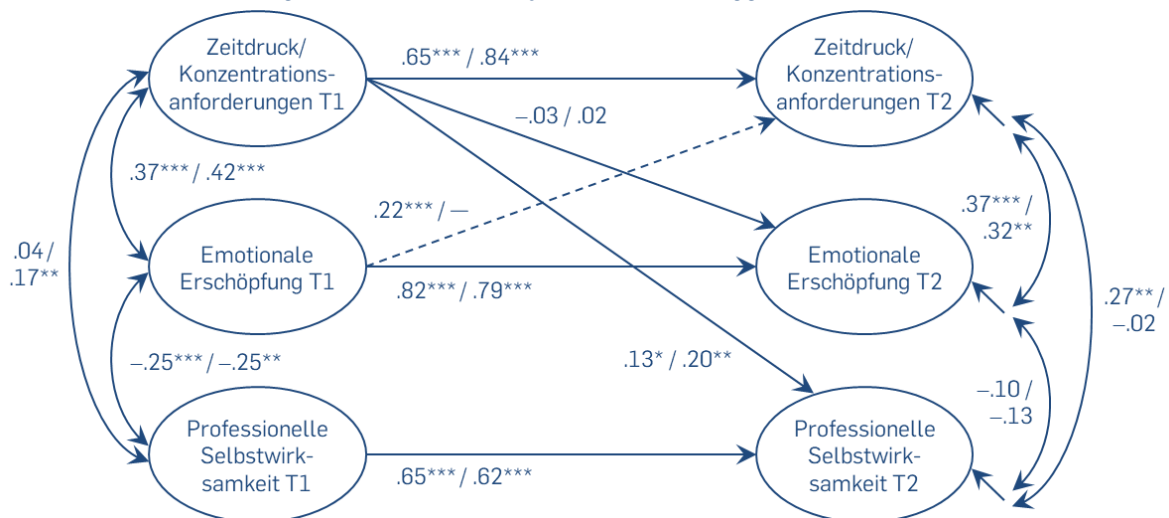 Zeitdruck/
Konzentrations-
anforderungen T1
.65*** / .84***
Zeitdruck/
Konzentrations-
anforderungen T2
–.03 / .02
.37*** / .42***
.22*** / —
.37*** /
.32**
.04 /
.17**
Emotionale
Erschöpfung T1
.82*** / .79***
Emotionale
Erschöpfung T2
.27** /
–.02
–.25*** / –.25**
.13* / .20**
–.10 /
–.13
Professionelle
Selbstwirk-
samkeit T1
.65*** / .62***
Professionelle
Selbstwirk-
samkeit T2